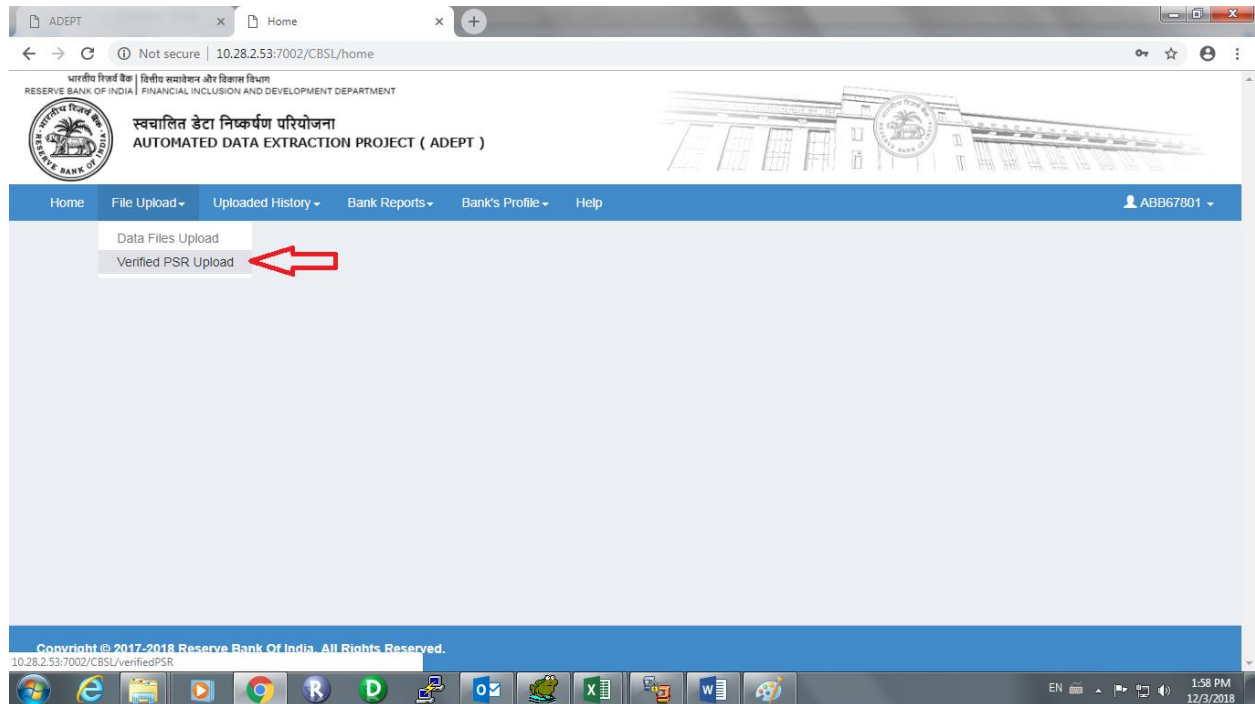 ADEPT
Home
Not secure | 10.28.2.53:7002/CBSL/home
भारतीय रिज़र्व बैंक | वित्तीय समावेशन और विकास विभाग
RESERVE BANK OF INDIA | FINANCIAL INCLUSION AND DEVELOPMENT DEPARTMENT
स्वचालित डेटा निष्कर्षण परियोजना
AUTOMATED DATA EXTRACTION PROJECT ( ADEPT )
Home File Upload Uploaded History Bank Reports Bank's Profile Help ABB67801
Data Files Upload
Verified PSR Upload
Copyright © 2017-2018 Reserve Bank Of India. All Rights Reserved.
10.28.2.53:7002/CBSL/verifiedPSR
EN 1:58 PM
12/3/2018